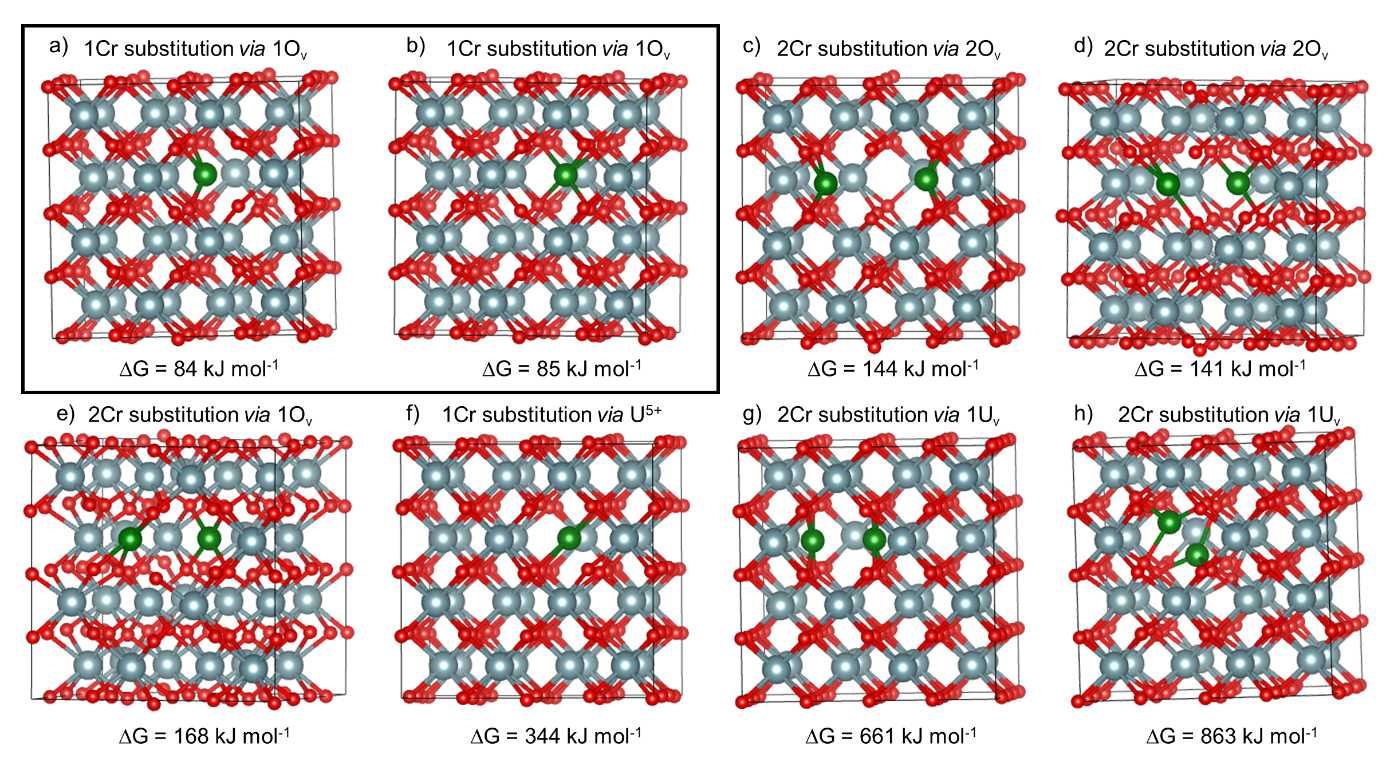 a) 1Cr substitution via 1Oᵥ
b) 1Cr substitution via 1Oᵥ
c) 2Cr substitution via 2Oᵥ
d) 2Cr substitution via 2Oᵥ
ΔG = 84 kJ mol⁻¹
ΔG = 85 kJ mol⁻¹
ΔG = 144 kJ mol⁻¹
ΔG = 141 kJ mol⁻¹
e) 2Cr substitution via 1Oᵥ
f) 1Cr substitution via U⁵⁺
g) 2Cr substitution via 1Uᵥ
h) 2Cr substitution via 1Uᵥ
ΔG = 168 kJ mol⁻¹
ΔG = 344 kJ mol⁻¹
ΔG = 661 kJ mol⁻¹
ΔG = 863 kJ mol⁻¹